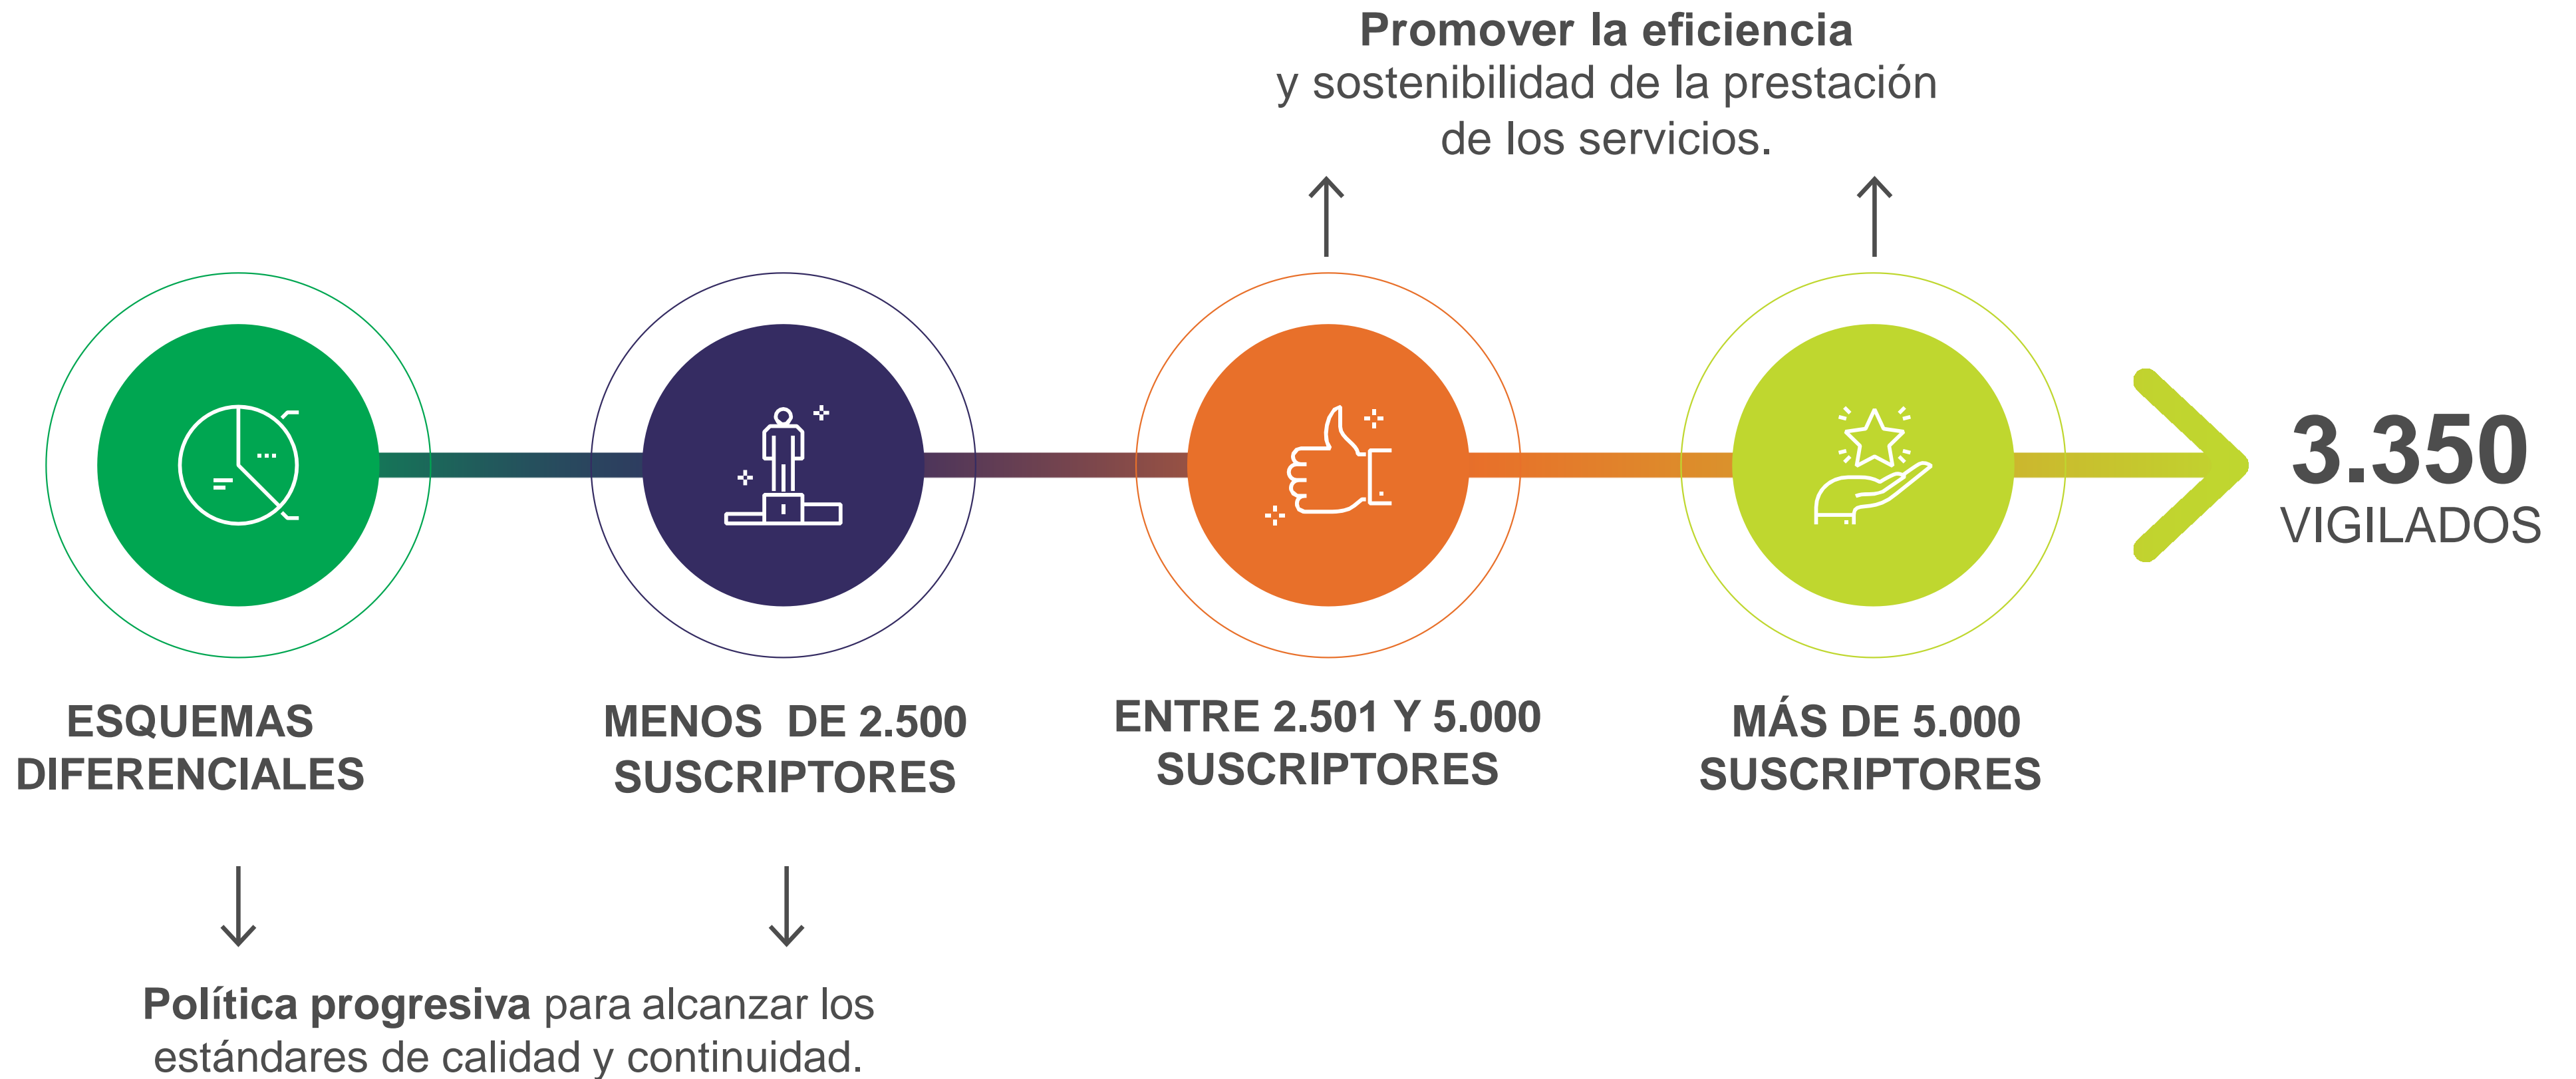 Promover la eficiencia
y sostenibilidad de la prestación
de los servicios.
3.350
VIGILADOS
ESQUEMAS
DIFERENCIALES
MENOS DE 2.500
SUSCRIPTORES
ENTRE 2.501 Y 5.000
SUSCRIPTORES
MÁS DE 5.000
SUSCRIPTORES
Política progresiva para alcanzar los
estándares de calidad y continuidad.